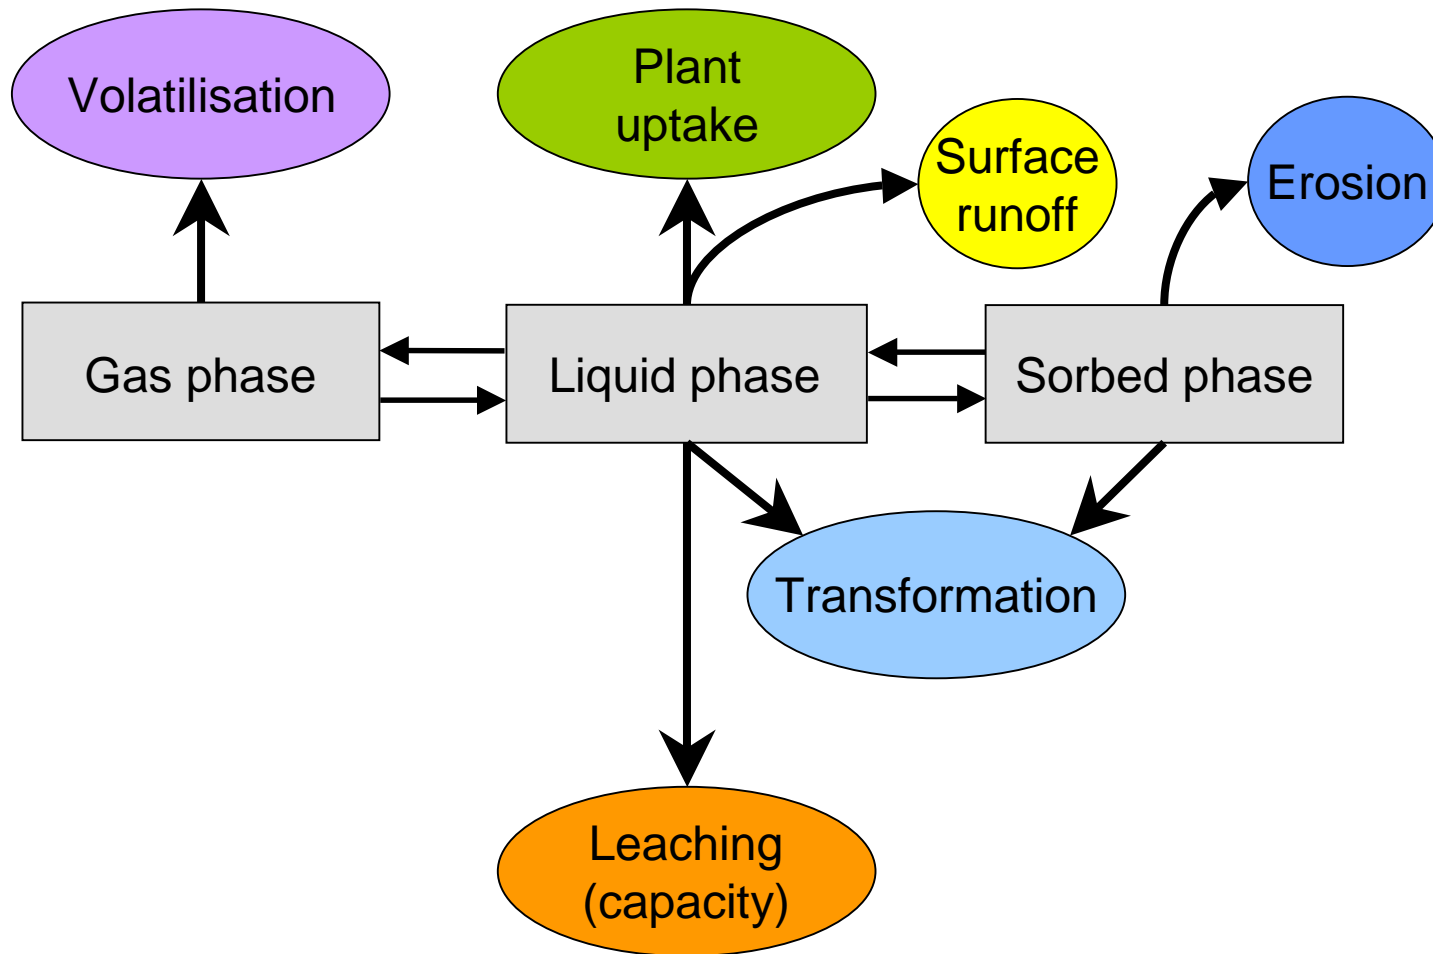 Volatilisation
Plant
uptake
Surface
runoff
Erosion
Gas phase
Liquid phase
Sorbed phase
Transformation
Leaching
(capacity)